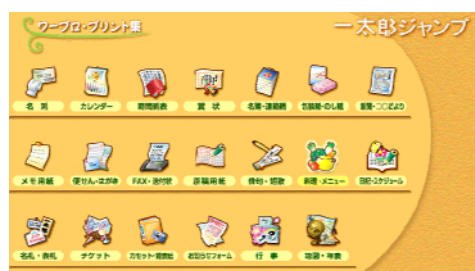 ワープロ・プリント集
一太郎ジャンプ
名刺 カレンダー 時間割表 賞状 名簿・連絡網 包装紙・のし紙 新聞・○○だより
メモ用紙 便せん・はがき FAX・送付状 原稿用紙 俳句・短歌 料理・メニュー 日記・スケジュール
名札・表札 チケット カセット・背表紙 お知らせフォーム 行事 地図・年表